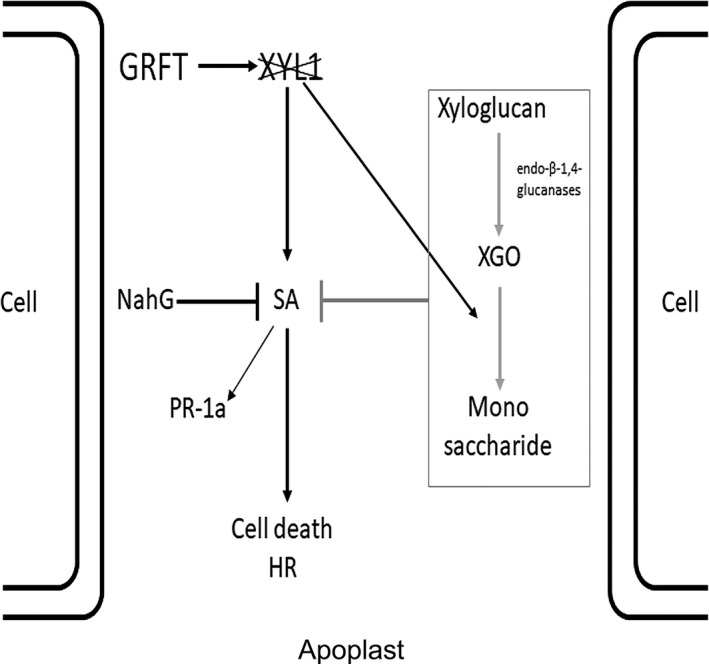 GRFT
XYL1
Xyloglucan
endo-β-1,4-
glucanases
XGO
Cell
NahG
SA
Cell
PR-1a
Mono
saccharide
Cell death
HR
Apoplast